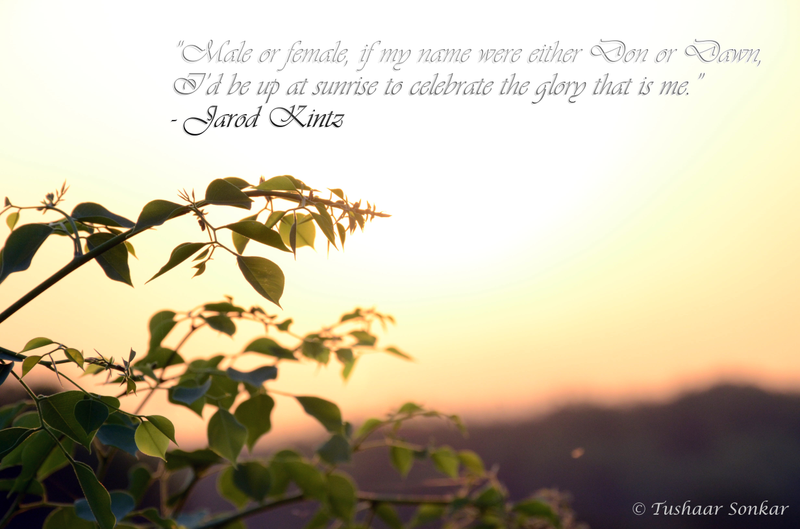 "Male or female, if my name were either Don or Dawn,
I'd be up at sunrise to celebrate the glory that is me."
- Jarod Kintz
© Tushaar Sonkar